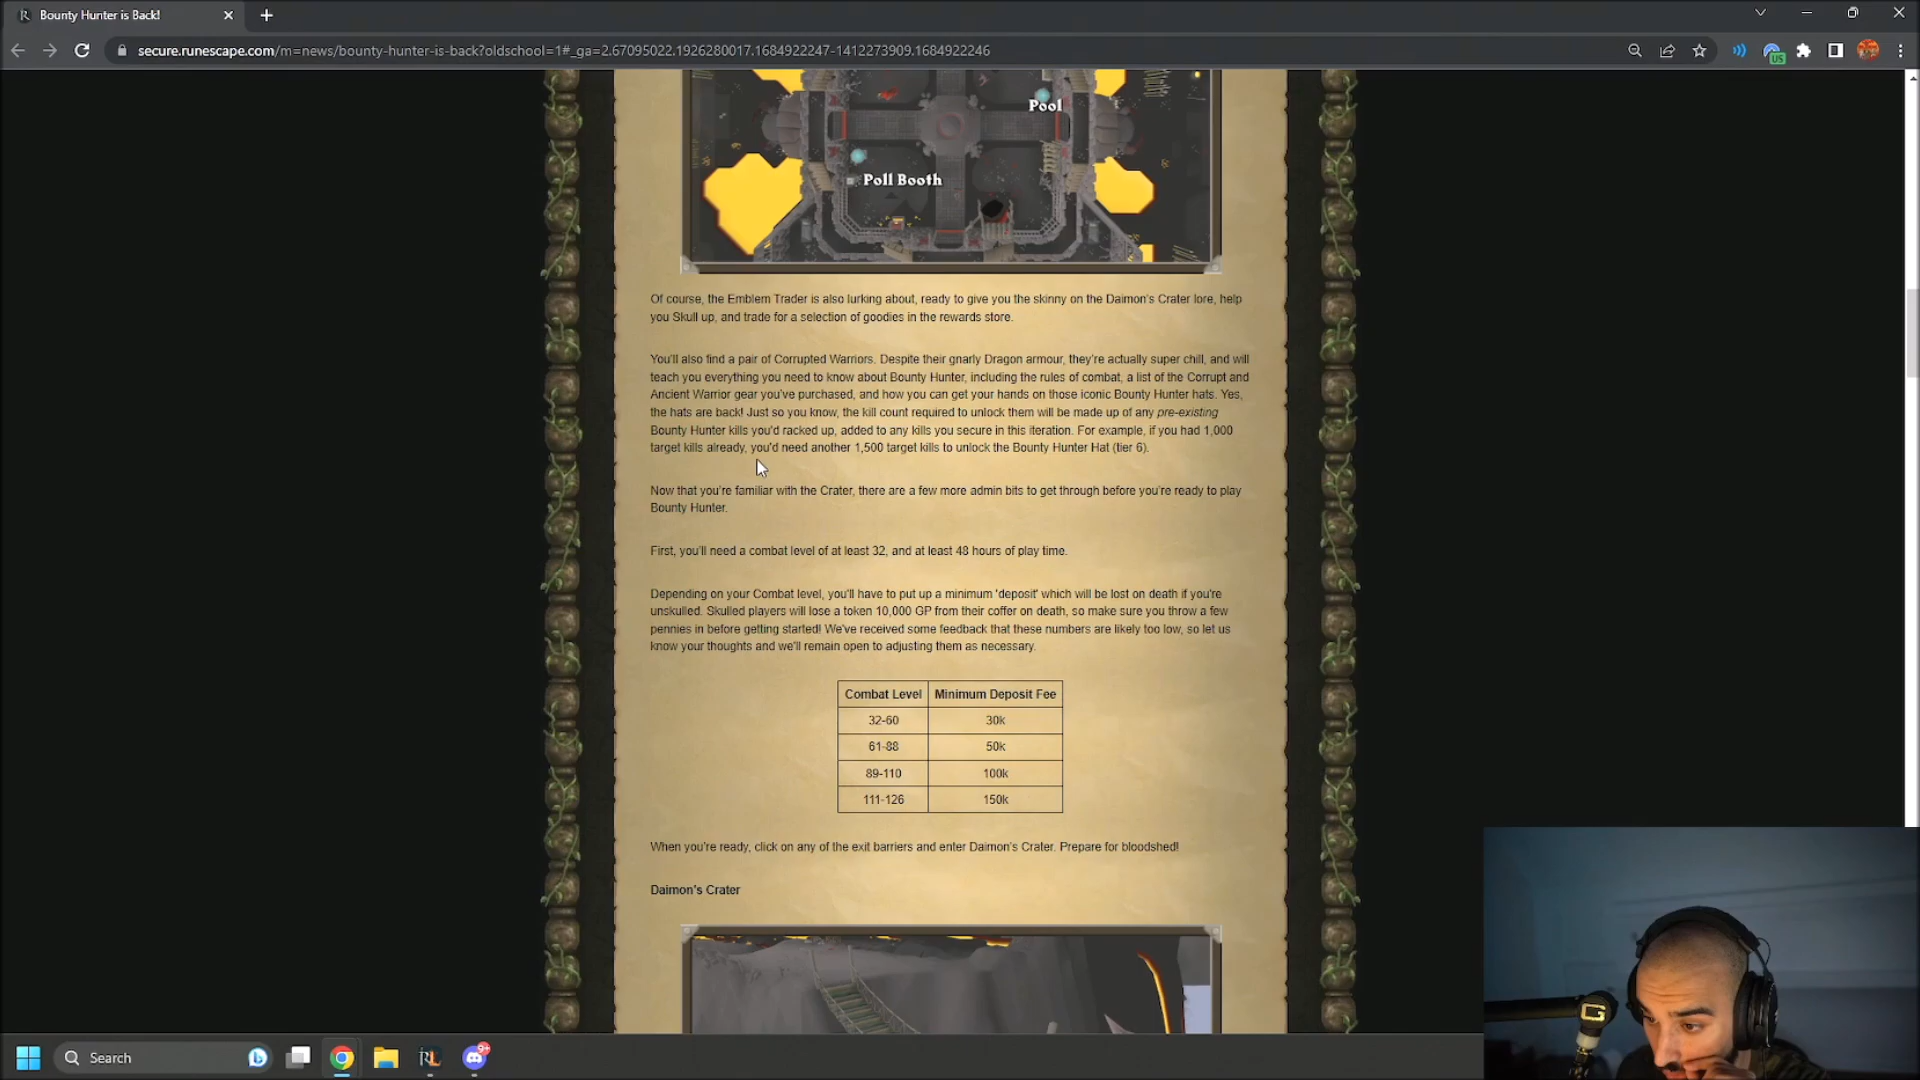 Bounty Hunter is Back!
secure.runescape.com/m=news/bounty-hunter-is-back?oldschool=1#_ga=2.67095022.1926280017.1684922247-1412273909.1684922246
US
Pool
Poll Booth
Of course, the Emblem Trader is also lurking about, ready to give you the skinny on the Daimon's Crater lore, help
you Skull up, and trade for a selection of goodies in the rewards store.
You'll also find a pair of Corrupted Warriors. Despite their gnarly Dragon armour, they're actually super chill, and will
teach you everything you need to know about Bounty Hunter, including the rules of combat, a list of the Corrupt and
Ancient Warrior gear you've purchased, and how you can get your hands on those iconic Bounty Hunter hats. Yes,
the hats are back! Just so you know, the kill count required to unlock them will be made up of any pre-existing
Bounty Hunter kills you'd racked up, added to any kills you secure in this iteration. For example, if you had 1,000
target kills already, you'd need another 1,500 target kills to unlock the Bounty Hunter Hat (tier 6).
Now that you're familiar with the Crater, there are a few more admin bits to get through before you're ready to play
Bounty Hunter.
First, you'll need a combat level of at least 32, and at least 48 hours of play time.
Depending on your Combat level, you'll have to put up a minimum 'deposit' which will be lost on death if you're
unskulled. Skulled players will lose a token 10,000 GP from their coffer on death, so make sure you throw a few
pennies in before getting started! We've received some feedback that these numbers are likely too low, so let us
know your thoughts and we'll remain open to adjusting them as necessary.
Combat Level Minimum Deposit Fee
32-60 30k
61-88 50k
89-110 100k
111-126 150k
When you're ready, click on any of the exit barriers and enter Daimon's Crater. Prepare for bloodshed!
Daimon's Crater
Search
9+
G